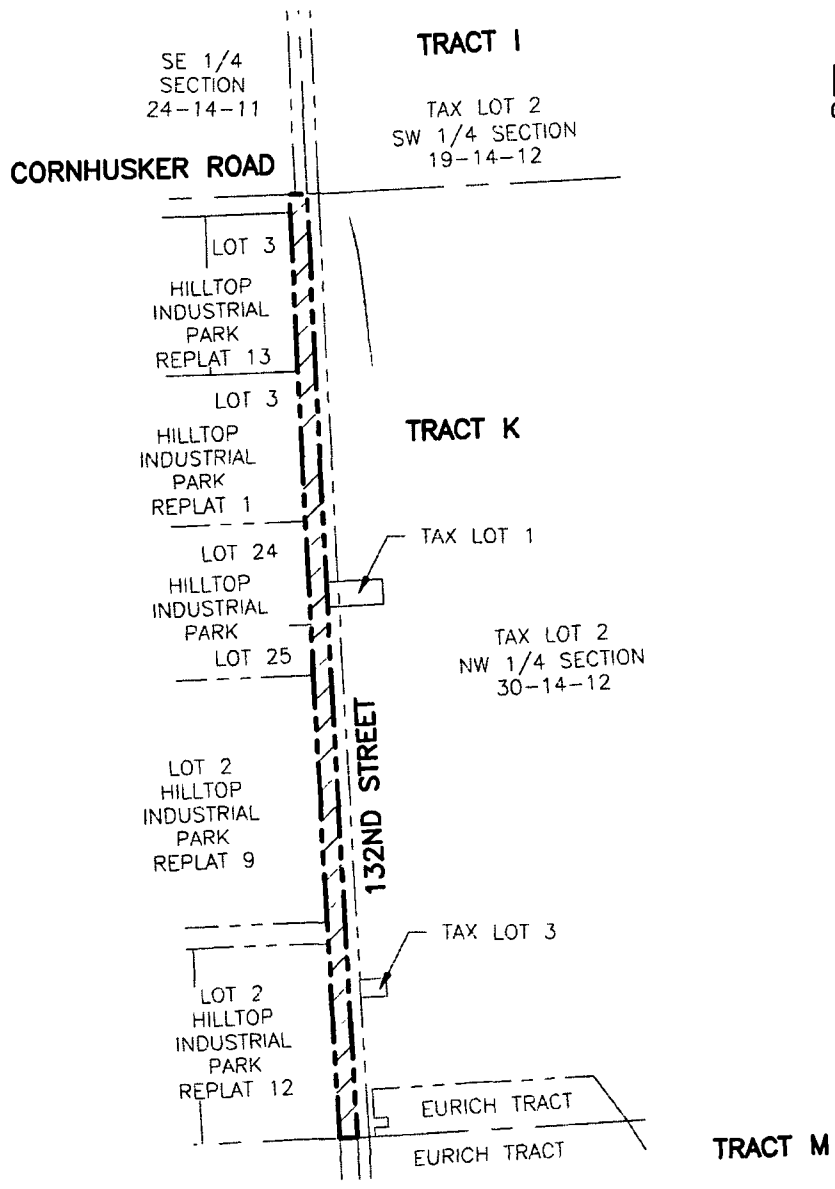 TRACT I
SE 1/4
SECTION
24-14-11
TAX LOT 2
SW 1/4 SECTION
19-14-12
CORNHUSKER ROAD
LOT 3
HILLTOP
INDUSTRIAL
PARK
REPLAT 13
LOT 3
TRACT K
HILLTOP
INDUSTRIAL
PARK
REPLAT 1
TAX LOT 1
LOT 24
HILLTOP
INDUSTRIAL
PARK
LOT 25
TAX LOT 2
NW 1/4 SECTION
30-14-12
132ND STREET
LOT 2
HILLTOP
INDUSTRIAL
PARK
REPLAT 9
TAX LOT 3
LOT 2
HILLTOP
INDUSTRIAL
PARK
REPLAT 12
EURICH TRACT
EURICH TRACT
TRACT M